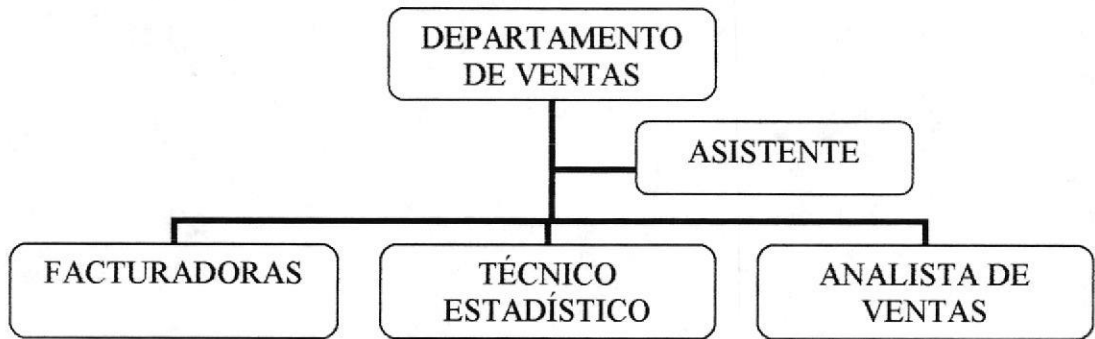 DEPARTAMENTO
DE VENTAS
ASISTENTE
FACTURADORAS
TÉCNICO
ESTADÍSTICO
ANALISTA DE
VENTAS